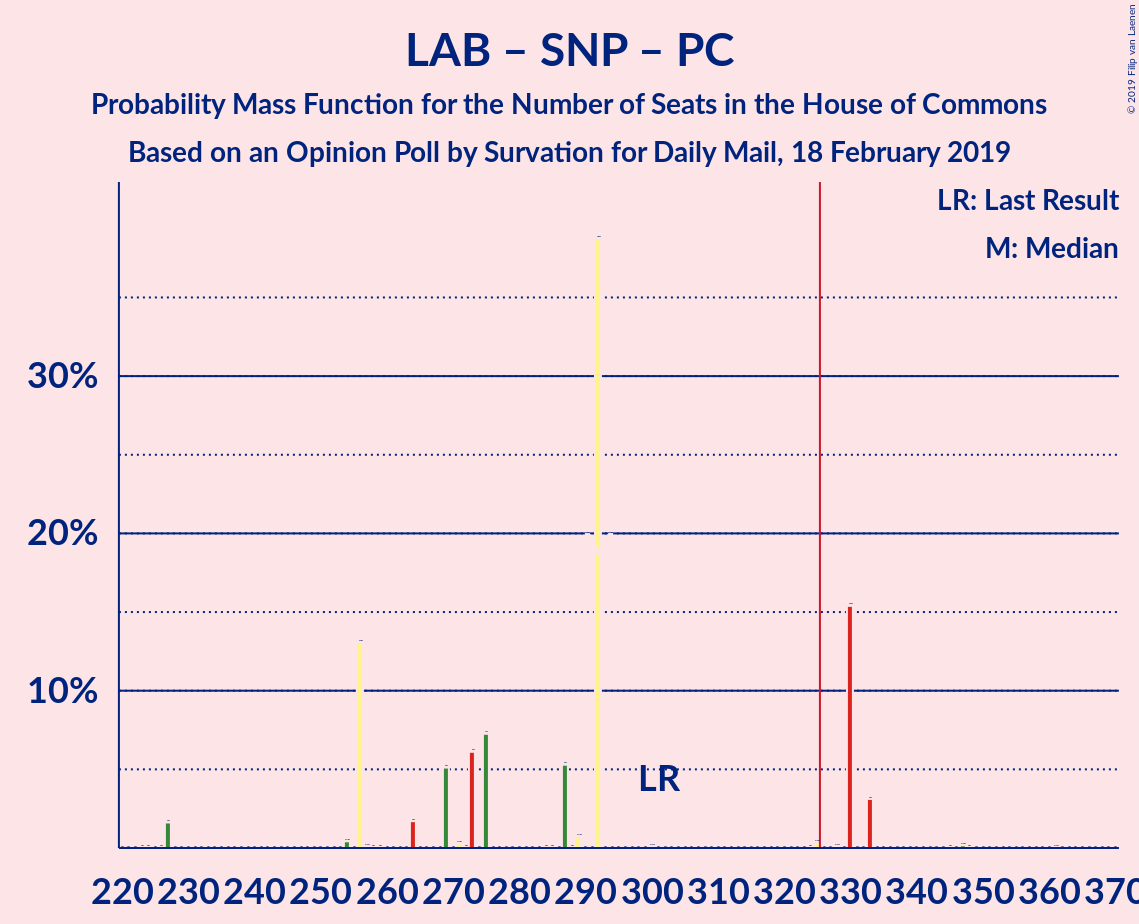 LAB – SNP – PC
Probability Mass Function for the Number of Seats in the House of Commons
Based on an Opinion Poll by Survation for Daily Mail, 18 February 2019
© 2019 Filip van Laenen
LR: Last Result
M: Median
30%
20%
10%
LR
220 230 240 250 260 270 280 290 300 310 320 330 340 350 360 370